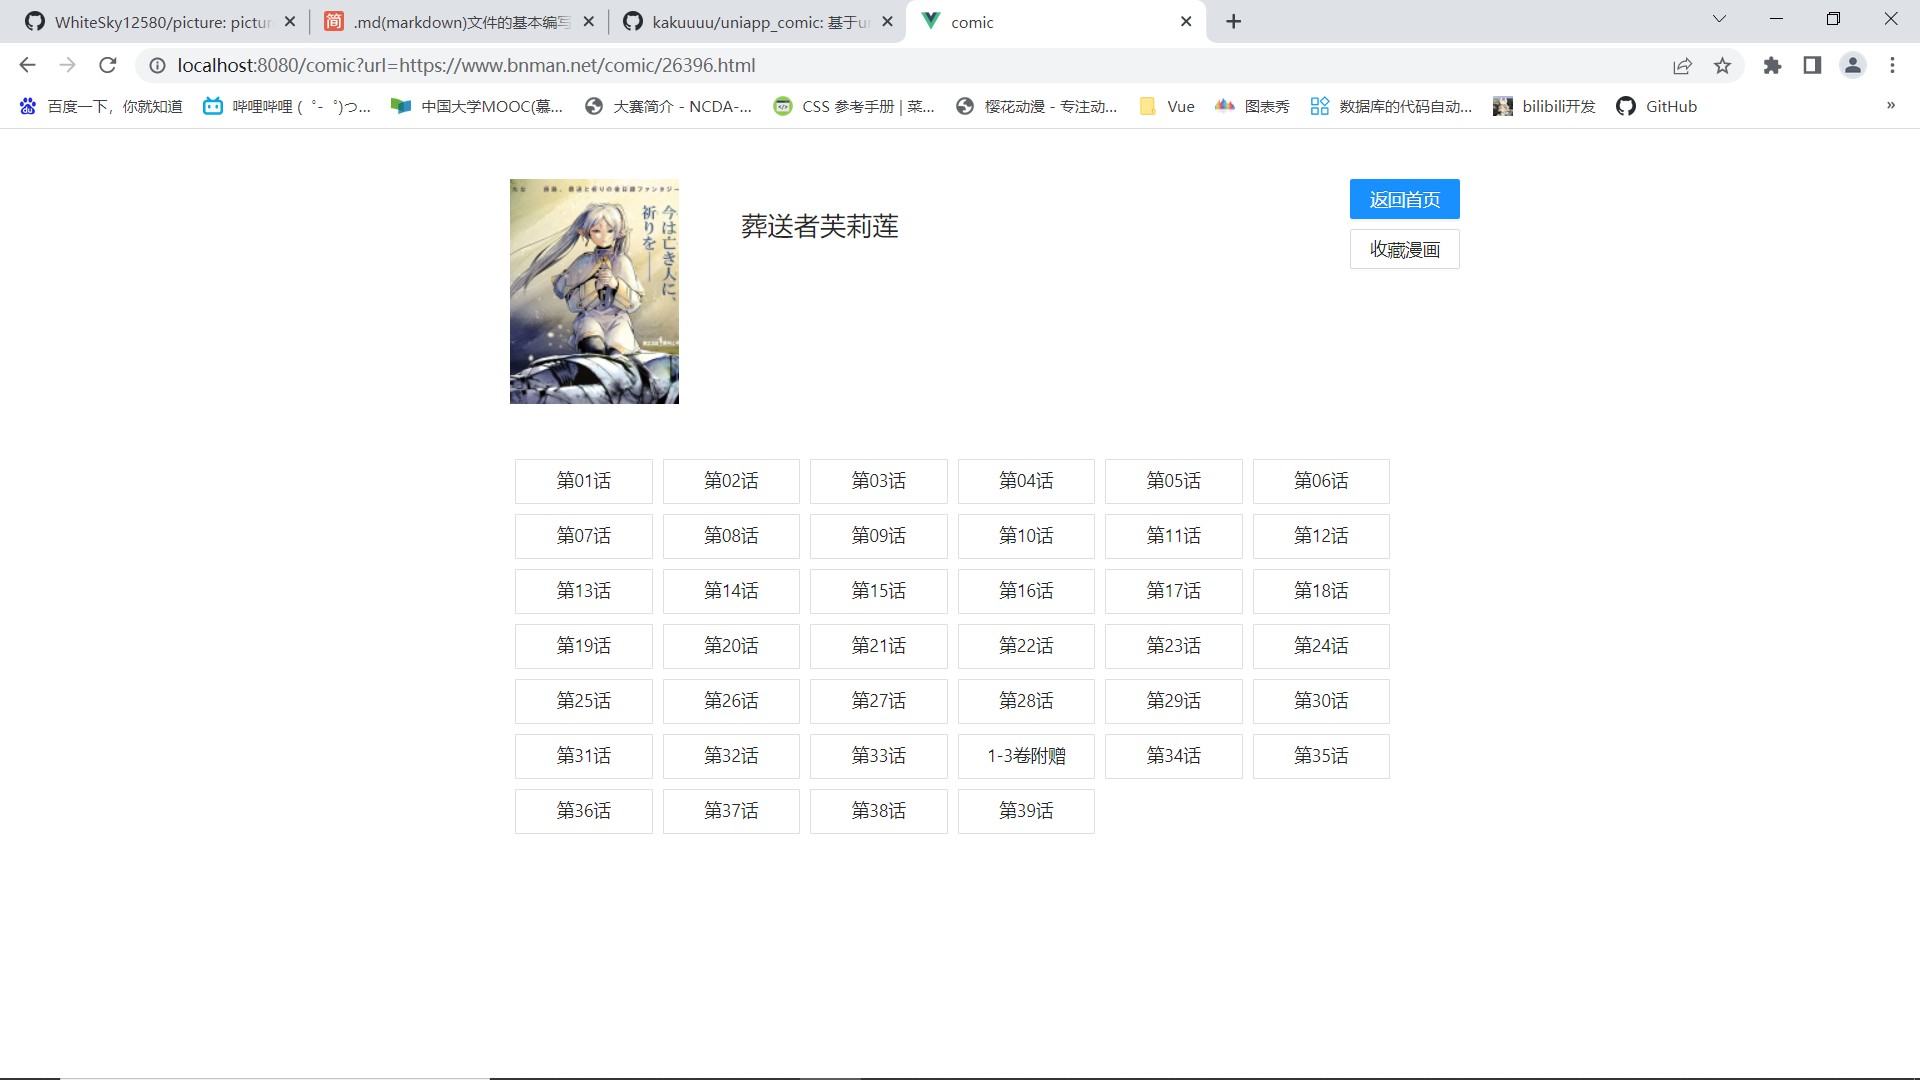 WhiteSky12580/picture: pictu
.md(markdown)文件的基本编写
kakuuuu/uniapp_comic: 基于u
comic
localhost:8080/comic?url=https://www.bnman.net/comic/26396.html
百度一下，你就知道
哔哩哔哩 (゜-゜)つ...
中国大学MOOC(慕...
大赛简介 - NCDA-...
CSS 参考手册 | 菜...
樱花动漫 - 专注动...
Vue
图表秀
数据库的代码自动...
bilibili开发
GitHub
»
今は亡き人に、
祈りを——
葬送者芙莉莲
返回首页
收藏漫画
第01话 第02话 第03话 第04话 第05话 第06话
第07话 第08话 第09话 第10话 第11话 第12话
第13话 第14话 第15话 第16话 第17话 第18话
第19话 第20话 第21话 第22话 第23话 第24话
第25话 第26话 第27话 第28话 第29话 第30话
第31话 第32话 第33话 1-3卷附赠 第34话 第35话
第36话 第37话 第38话 第39话